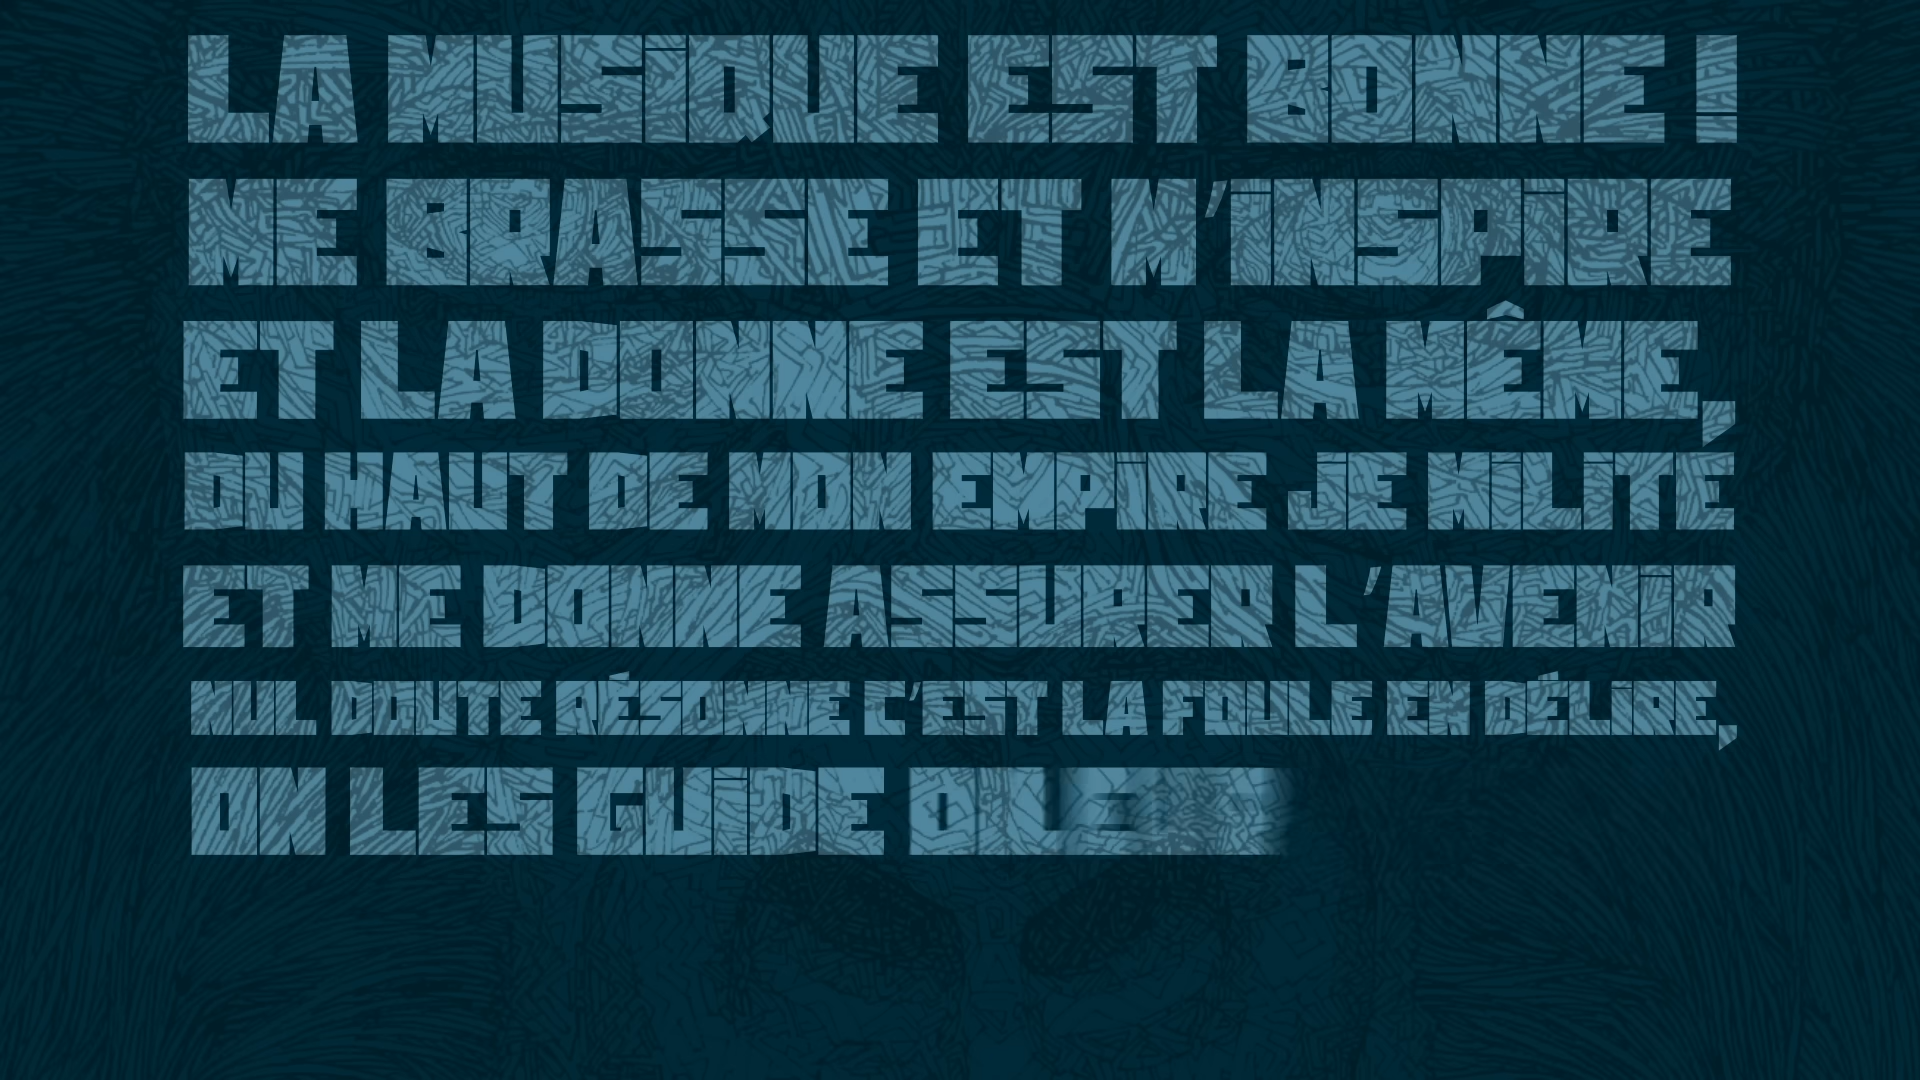 LA MUSIQUE EST BONNE !
ME BRASSE ET M'INSPIRE
ET LA DONNE EST LA MÊME,
DU HAUT DE MON EMPIRE JE MILITE
ET ME DONNE ASSURER L'AVENIR
NUL DOUTE RÉSONNE C'EST LA FOULE EN DÉLIRE,
ON LES GUIDE